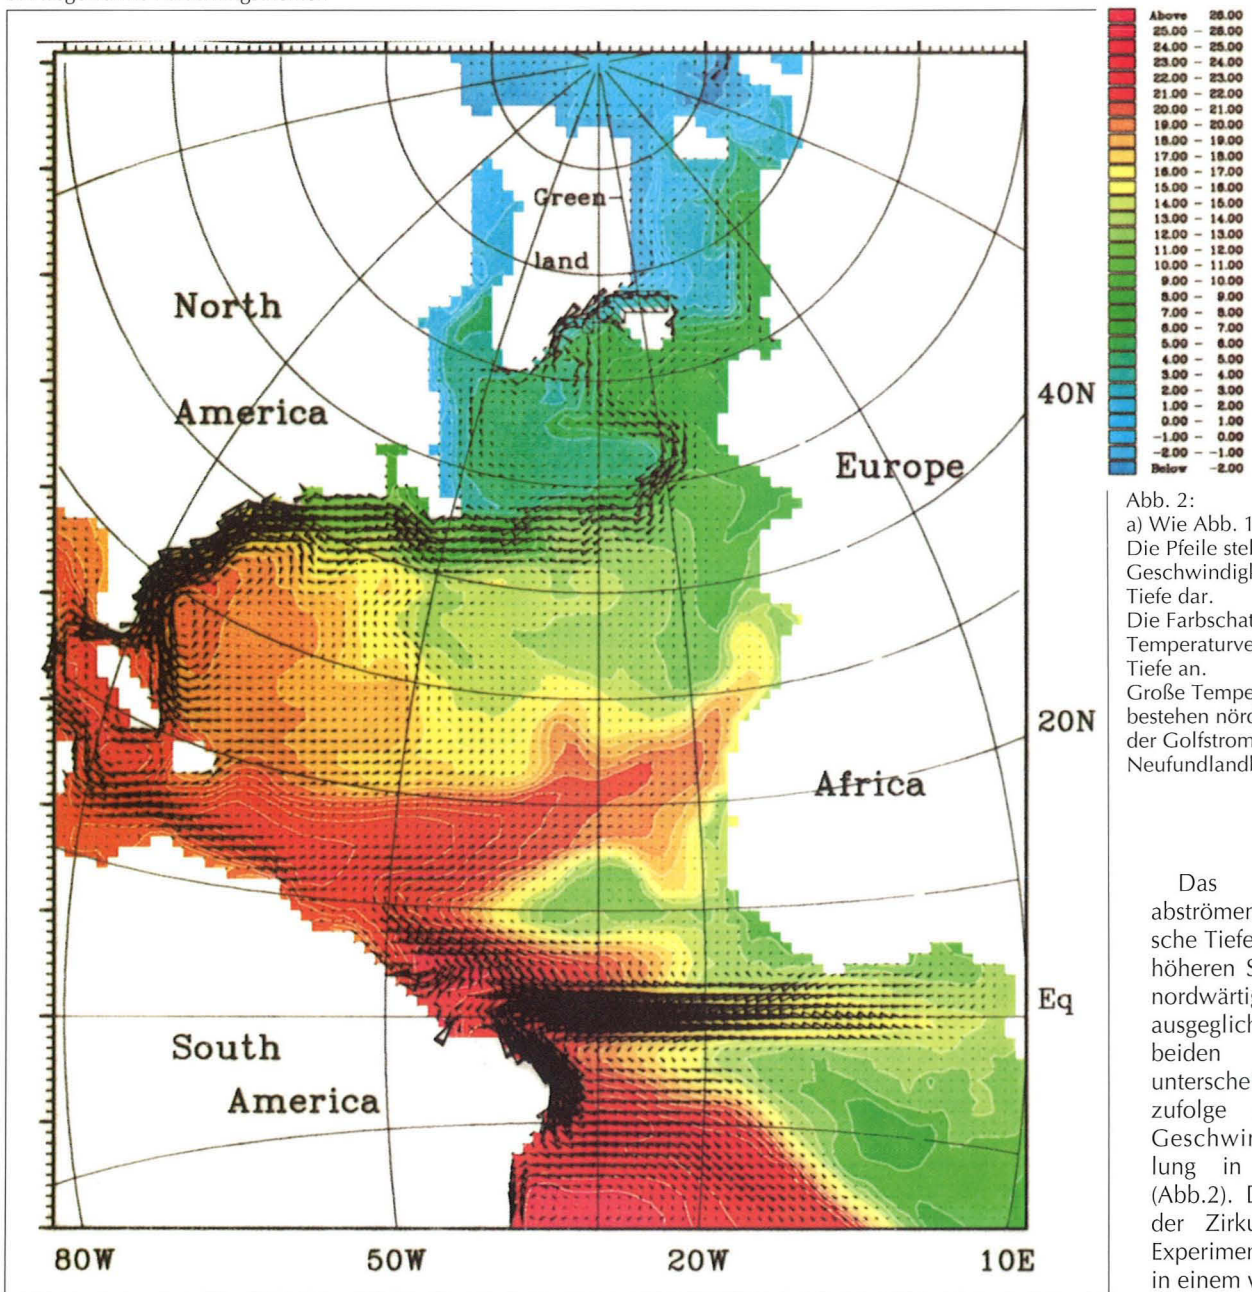 Above 26.00
25.00 - 26.00
24.00 - 25.00
23.00 - 24.00
22.00 - 23.00
21.00 - 22.00
20.00 - 21.00
19.00 - 20.00
18.00 - 19.00
17.00 - 18.00
16.00 - 17.00
15.00 - 16.00
14.00 - 15.00
13.00 - 14.00
12.00 - 13.00
11.00 - 12.00
10.00 - 11.00
9.00 - 10.00
8.00 - 9.00
7.00 - 8.00
6.00 - 7.00
5.00 - 6.00
4.00 - 5.00
3.00 - 4.00
2.00 - 3.00
1.00 - 2.00
0.00 - 1.00
-1.00 - 0.00
-2.00 - -1.00
Below -2.00
Green-
land
North
America
Europe
Africa
South
America
40N
20N
Eq
80W
50W
20W
10E
Abb. 2:
a) Wie Abb. 1
Die Pfeile stel
Geschwindigk
Tiefe dar.
Die Farbschat
Temperaturve
Tiefe an.
Große Tempe
bestehen nörd
der Golfstrom
Neufundland
Das
abströmen
sche Tiefe
höheren S
nordwärtig
ausgeglich
beiden
untersche
zufolge
Geschwin
lung in
(Abb.2). D
der Zirku
Experimen
in einem v